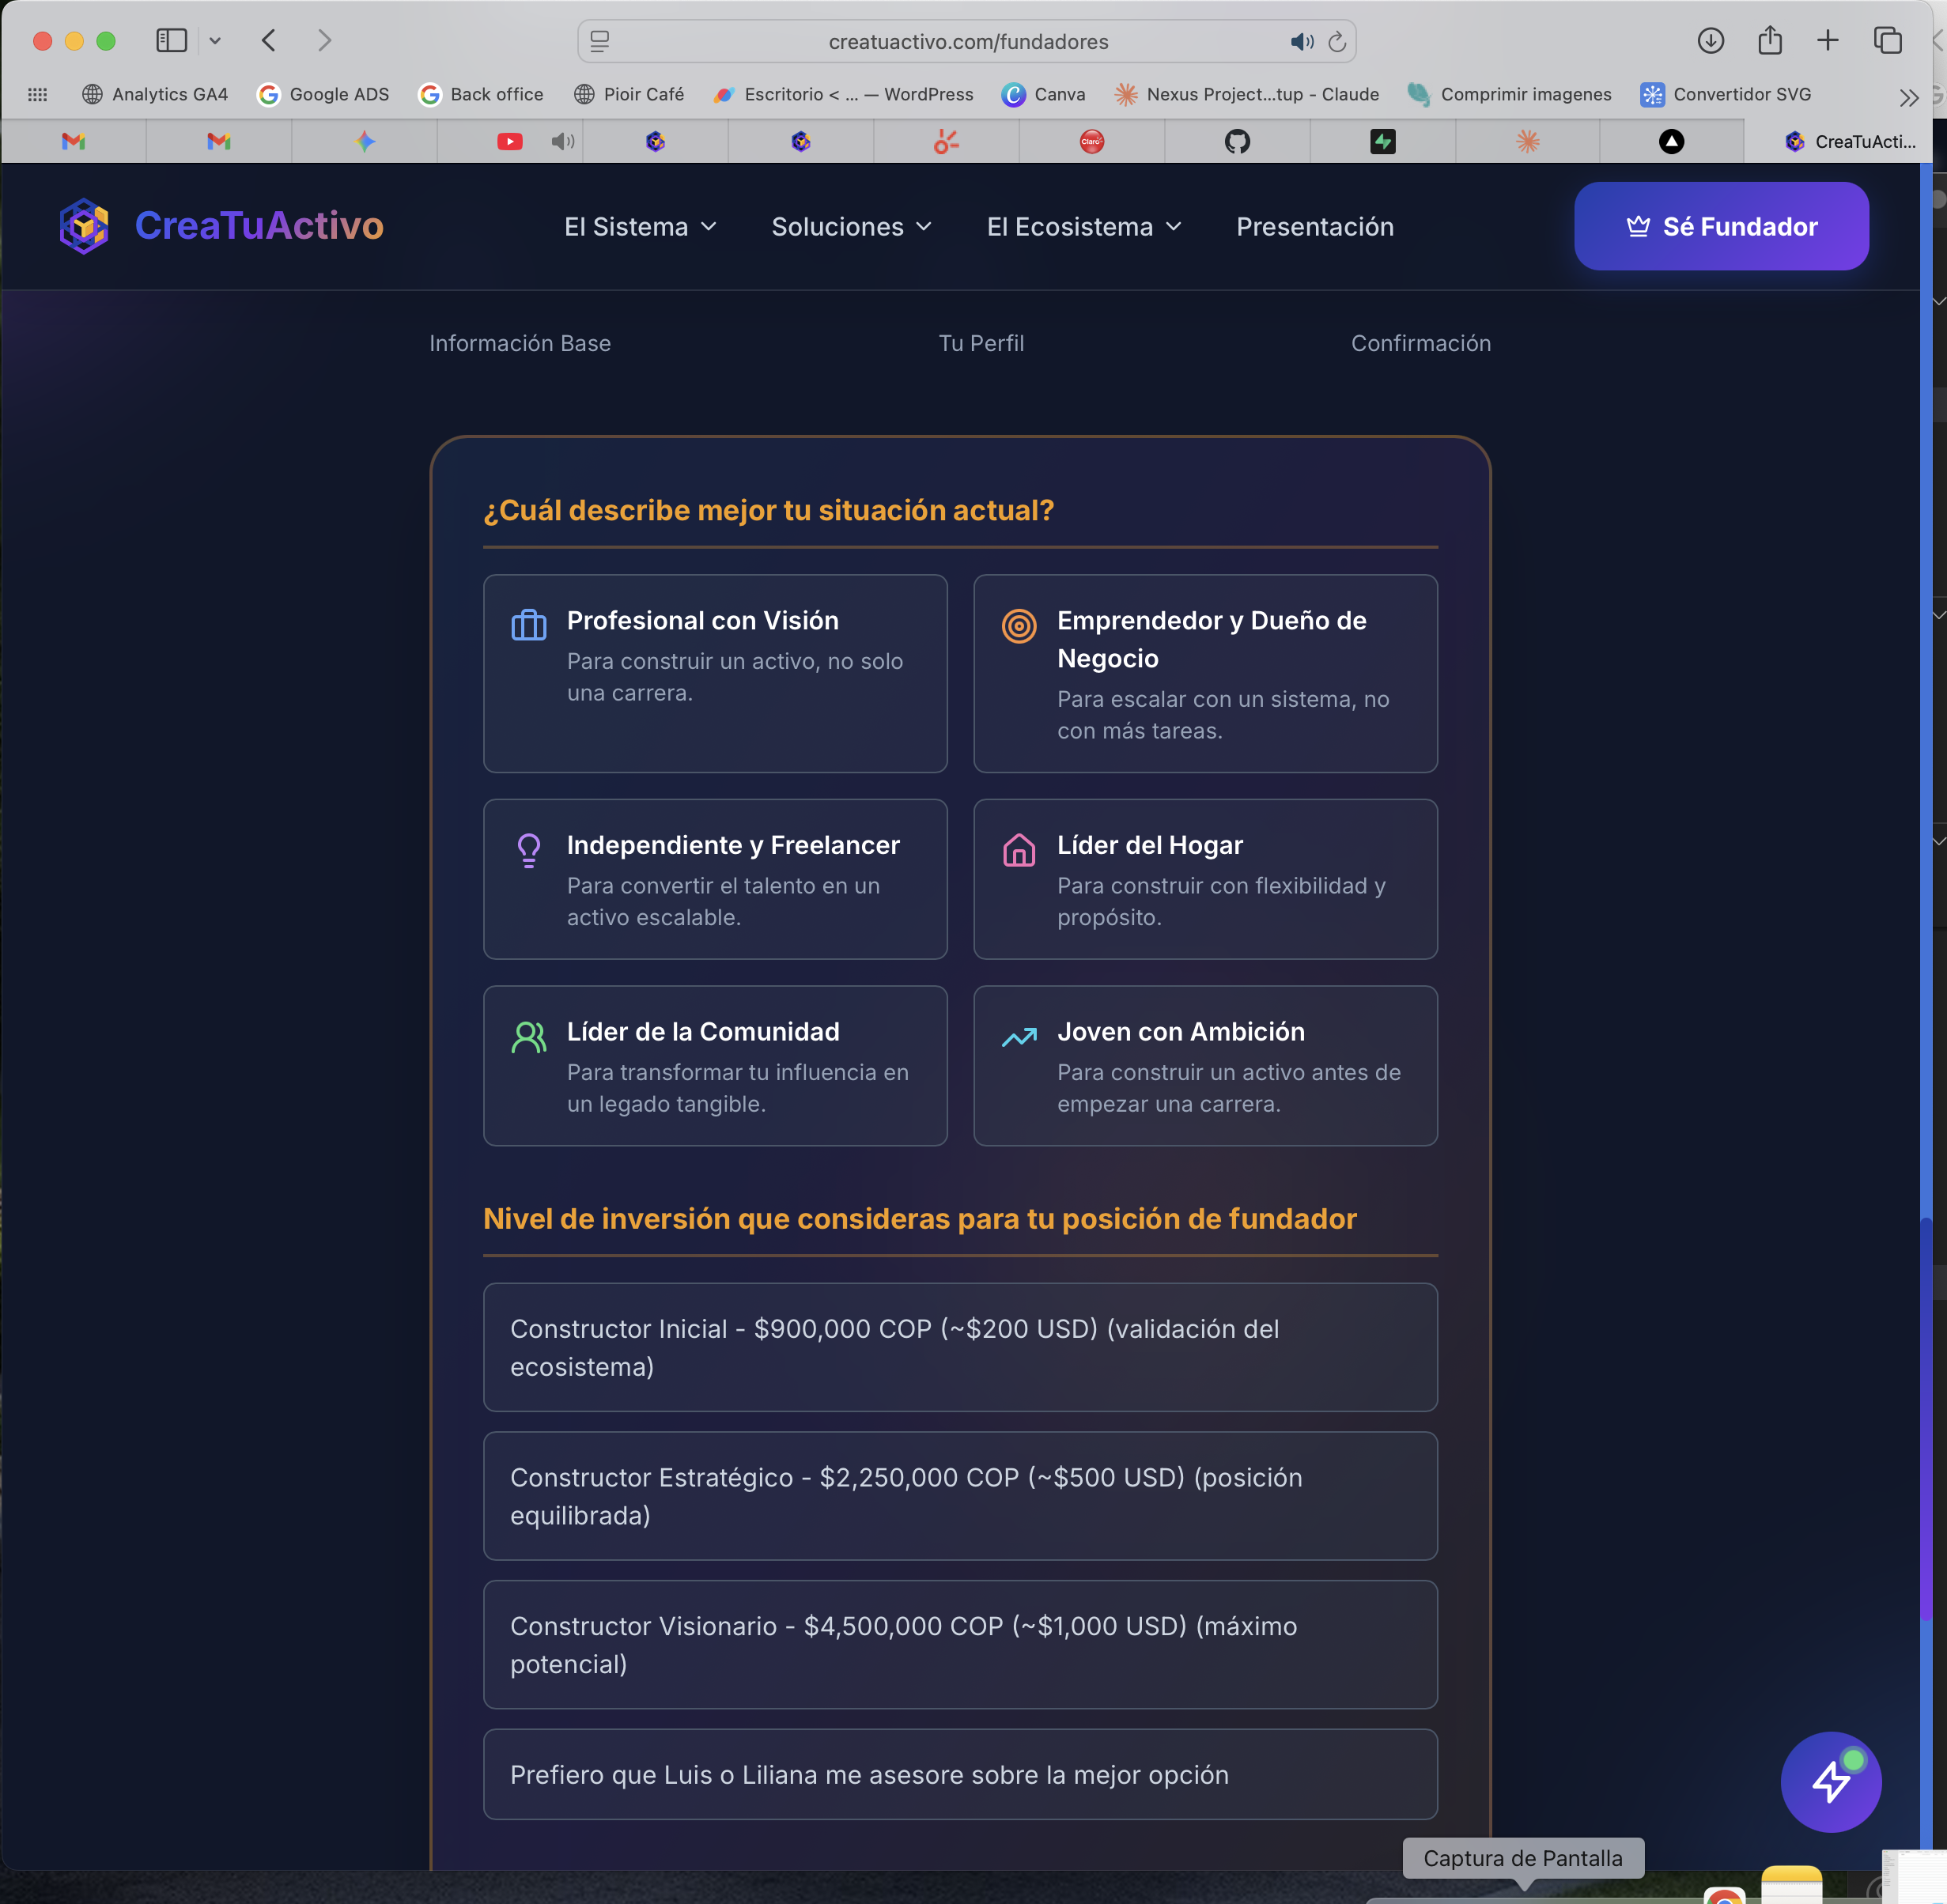 creatuactivo.com/fundadores
Analytics GA4
Google ADS
Back office
Pioir Café
Escritorio < ... — WordPress
Canva
Nexus Project...tup - Claude
Comprimir imagenes
Convertidor SVG
Claro
CreaTuActi...
CreaTuActivo
El Sistema
Soluciones
El Ecosistema
Presentación
Sé Fundador
Información Base
Tu Perfil
Confirmación
¿Cuál describe mejor tu situación actual?
Profesional con Visión
Para construir un activo, no solo
una carrera.
Emprendedor y Dueño de
Negocio
Para escalar con un sistema, no
con más tareas.
Independiente y Freelancer
Para convertir el talento en un
activo escalable.
Líder del Hogar
Para construir con flexibilidad y
propósito.
Líder de la Comunidad
Para transformar tu influencia en
un legado tangible.
Joven con Ambición
Para construir un activo antes de
empezar una carrera.
Nivel de inversión que consideras para tu posición de fundador
Constructor Inicial - $900,000 COP (~$200 USD) (validación del
ecosistema)
Constructor Estratégico - $2,250,000 COP (~$500 USD) (posición
equilibrada)
Constructor Visionario - $4,500,000 COP (~$1,000 USD) (máximo
potencial)
Prefiero que Luis o Liliana me asesore sobre la mejor opción
Captura de Pantalla